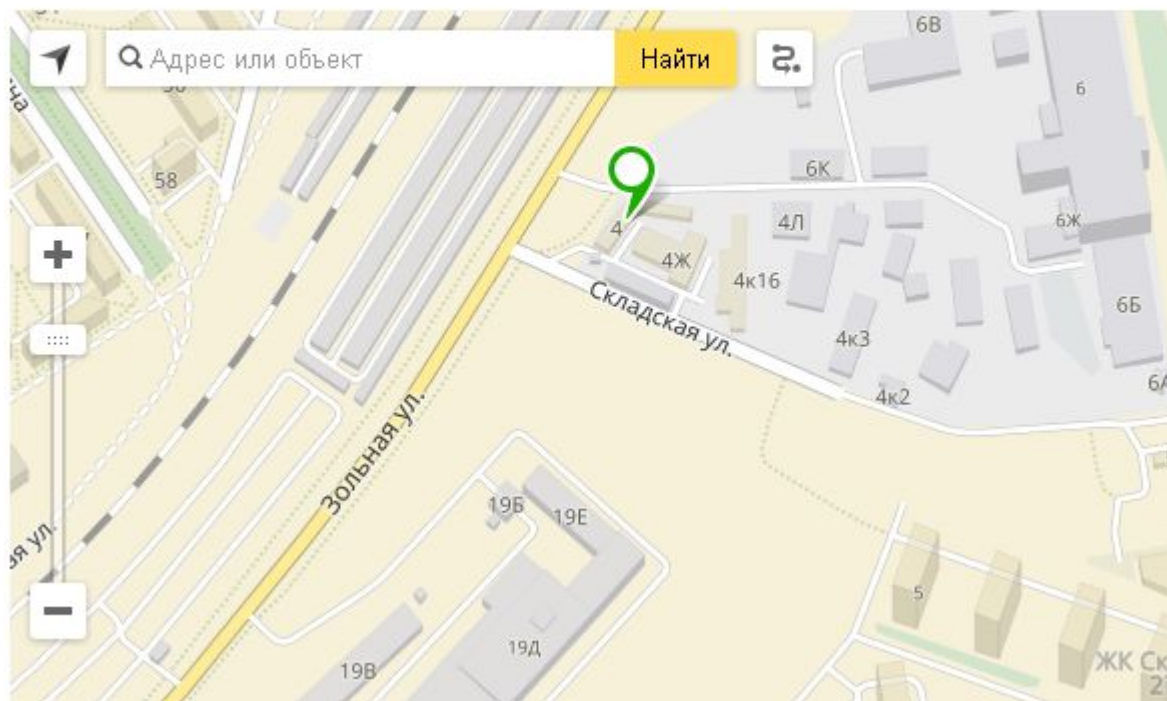 6В
Адрес или объект
Найти
6
58
6К
4
4Л
6Ж
4Ж
4к16
Складская ул.
6Б
4к3
4к2
Зольная ул.
19Б
19Е
5
19Д
19В
ЖК Ск